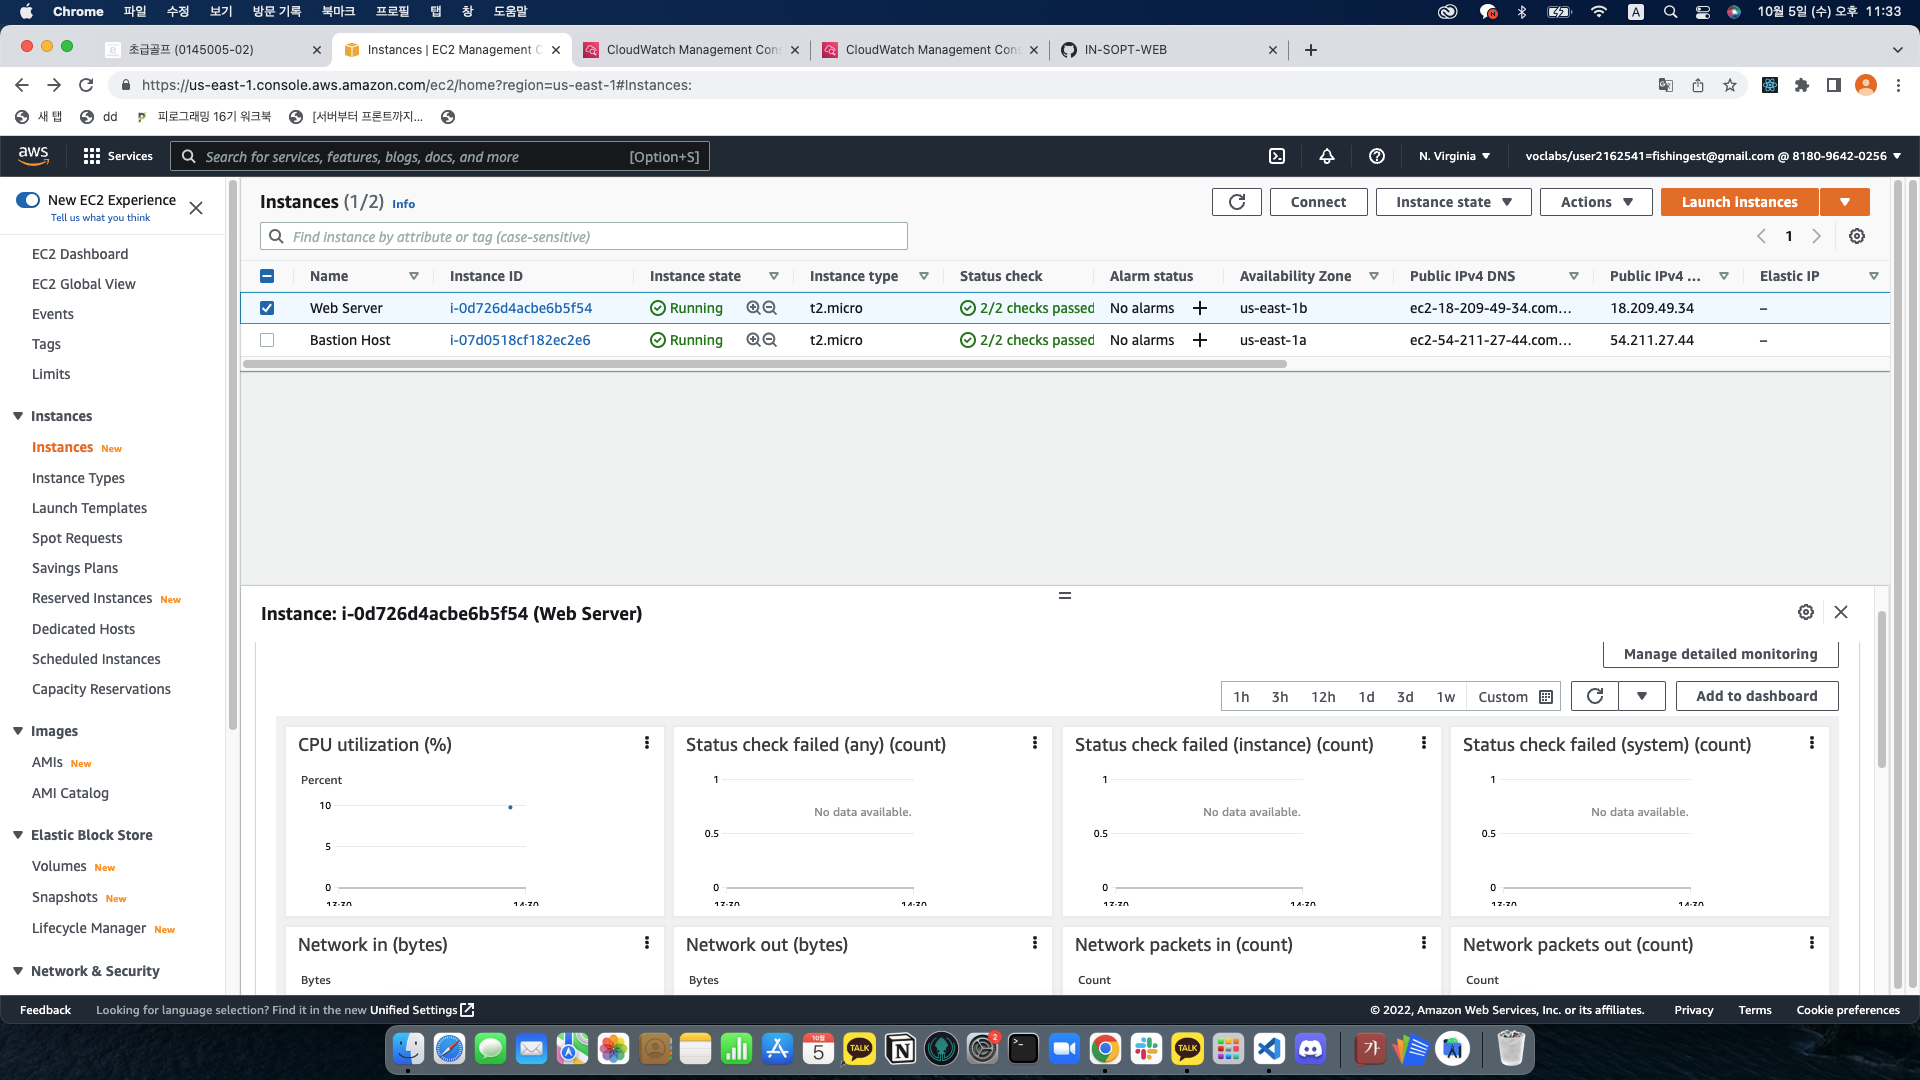 Chrome 파일 수정 보기 방문 기록 북마크 프로필 탭 창 도움말 A 10월 5일 (수) 오후 11:33
초급골프 (0145005-02) Instances | EC2 Management C CloudWatch Management Con CloudWatch Management Con IN-SOPT-WEB
https://us-east-1.console.aws.amazon.com/ec2/home?region=us-east-1#Instances:
새 탭 dd 피로그래밍 16기 워크북 [서버부터 프론트까지...
aws Services Search for services, features, blogs, docs, and more [Option+S] N. Virginia voclabs/user2162541=fishingest@gmail.com @ 8180-9642-0256
New EC2 Experience
Tell us what you think
EC2 Dashboard
EC2 Global View
Events
Tags
Limits
Instances
Instances New
Instance Types
Launch Templates
Spot Requests
Savings Plans
Reserved Instances New
Dedicated Hosts
Scheduled Instances
Capacity Reservations
Images
AMIs New
AMI Catalog
Elastic Block Store
Volumes New
Snapshots New
Lifecycle Manager New
Network & Security
Instances (1/2) Info Connect Instance state Actions Launch instances
Find instance by attribute or tag (case-sensitive) 1
Name Instance ID Instance state Instance type Status check Alarm status Availability Zone Public IPv4 DNS Public IPv4 ... Elastic IP
Web Server i-0d726d4acbe6b5f54 Running t2.micro 2/2 checks passed No alarms us-east-1b ec2-18-209-49-34.com... 18.209.49.34 –
Bastion Host i-07d0518cf182ec2e6 Running t2.micro 2/2 checks passed No alarms us-east-1a ec2-54-211-27-44.com... 54.211.27.44 –
Instance: i-0d726d4acbe6b5f54 (Web Server)
Manage detailed monitoring
1h 3h 12h 1d 3d 1w Custom Add to dashboard
CPU utilization (%)
Percent
10
5
0
13:30 14:30
Status check failed (any) (count)
1
No data available.
0.5
0
13:30 14:30
Status check failed (instance) (count)
1
No data available.
0.5
0
13:30 14:30
Status check failed (system) (count)
1
No data available.
0.5
0
13:30 14:30
Network in (bytes)
Bytes
Network out (bytes)
Bytes
Network packets in (count)
Count
Network packets out (count)
Count
Feedback Looking for language selection? Find it in the new Unified Settings © 2022, Amazon Web Services, Inc. or its affiliates. Privacy Terms Cookie preferences
10월
5
TALK
2
TALK
가